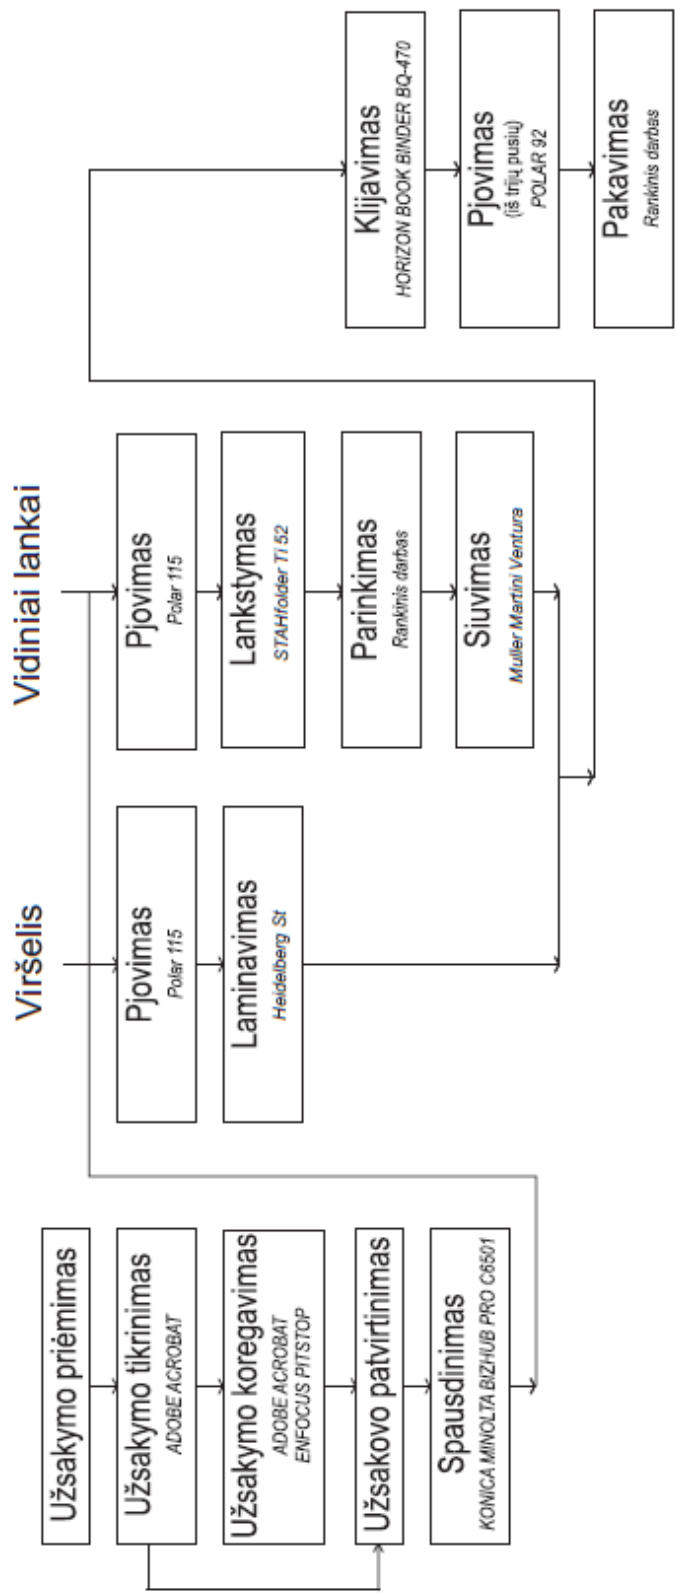 Užsakymo priėmimas
Užsakymo tikrinimas
ADOBE ACROBAT
Užsakymo koregavimas
ADOBE ACROBAT
ENFOCUS PITSTOP
Užsakovo patvirtinimas
Spausdinimas
KONICA MINOLTA BIZHUB PRO C6501
Viršelis
Pjovimas
Polar 115
Laminavimas
Heidelberg St
Vidiniai lankai
Pjovimas
Polar 115
Lankstymas
STAHfolder Ti 52
Parinkimas
Rankinis darbas
Siuvimas
Muller Martini Ventura
Klijavimas
HORIZON BOOK BINDER BQ-470
Pjovimas
(iš trijų pusių)
POLAR 92
Pakavimas
Rankinis darbas